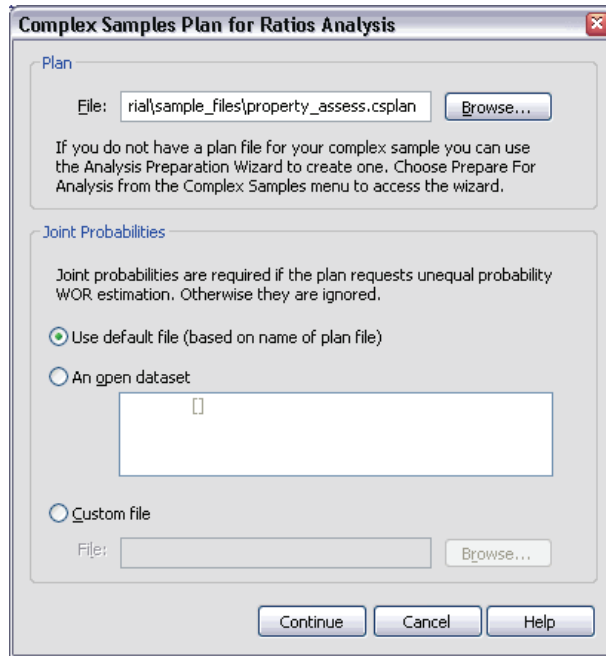 Complex Samples Plan for Ratios Analysis
Plan
File: rial\sample_files\property_assess.csplan Browse...
If you do not have a plan file for your complex sample you can use
the Analysis Preparation Wizard to create one. Choose Prepare For
Analysis from the Complex Samples menu to access the wizard.
Joint Probabilities
Joint probabilities are required if the plan requests unequal probability
WOR estimation. Otherwise they are ignored.
Use default file (based on name of plan file)
An open dataset
[]
Custom file
File: Browse...
Continue Cancel Help